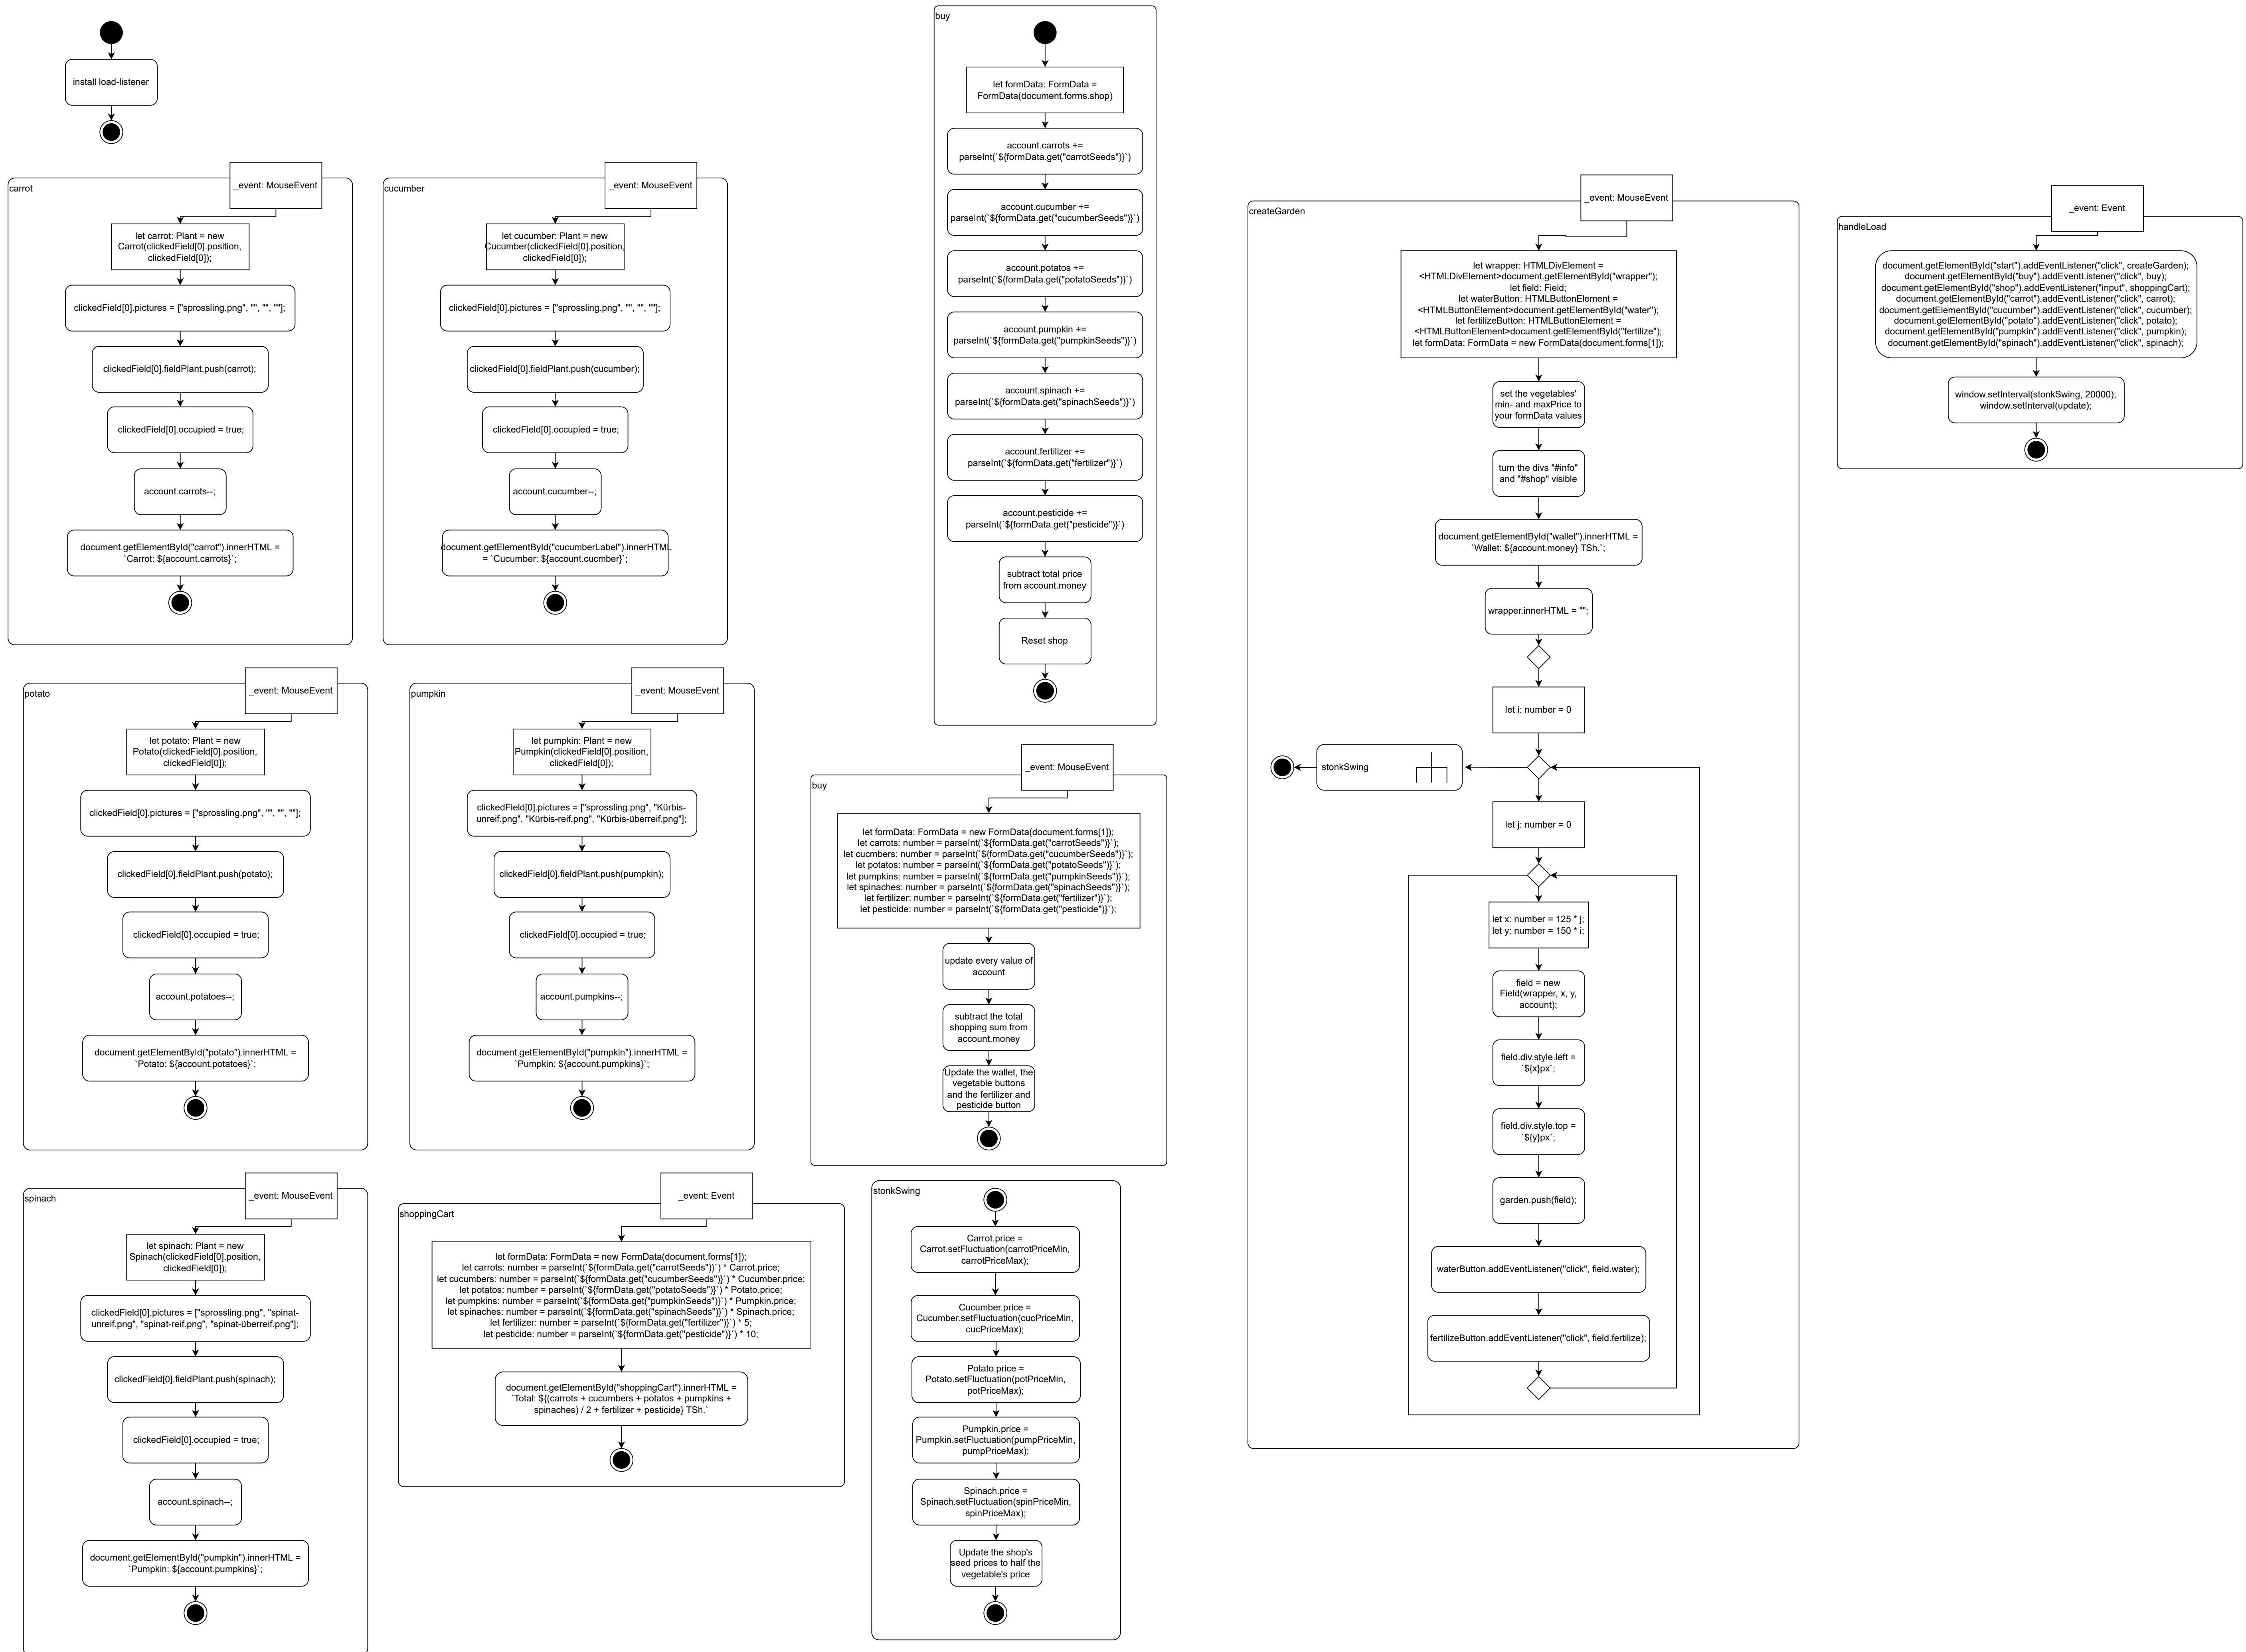 install load-listener
carrot
_event: MouseEvent
let carrot: Plant = new
Carrot(clickedField[0].position,
clickedField[0]);
clickedField[0].pictures = ["sprossling.png", "", "", ""];
clickedField[0].fieldPlant.push(carrot);
clickedField[0].occupied = true;
account.carrots--;
document.getElementById("carrot").innerHTML =
`Carrot: ${account.carrots}`;
cucumber
_event: MouseEvent
let cucumber: Plant = new
Cucumber(clickedField[0].position,
clickedField[0]);
clickedField[0].pictures = ["sprossling.png", "", "", ""];
clickedField[0].fieldPlant.push(cucumber);
clickedField[0].occupied = true;
account.cucumber--;
document.getElementById("cucumberLabel").innerHTML
= `Cucumber: ${account.cucmber}`;
potato
_event: MouseEvent
let potato: Plant = new
Potato(clickedField[0].position,
clickedField[0]);
clickedField[0].pictures = ["sprossling.png", "", "", ""];
clickedField[0].fieldPlant.push(potato);
clickedField[0].occupied = true;
account.potatoes--;
document.getElementById("potato").innerHTML =
`Potato: ${account.potatoes}`;
pumpkin
_event: MouseEvent
let pumpkin: Plant = new
Pumpkin(clickedField[0].position,
clickedField[0]);
clickedField[0].pictures = ["sprossling.png", "Kürbis-
unreif.png", "Kürbis-reif.png", "Kürbis-überreif.png"];
clickedField[0].fieldPlant.push(pumpkin);
clickedField[0].occupied = true;
account.pumpkins--;
document.getElementById("pumpkin").innerHTML =
`Pumpkin: ${account.pumpkins}`;
spinach
_event: MouseEvent
let spinach: Plant = new
Spinach(clickedField[0].position,
clickedField[0]);
clickedField[0].pictures = ["sprossling.png", "spinat-
unreif.png", "spinat-reif.png", "spinat-überreif.png"];
clickedField[0].fieldPlant.push(spinach);
clickedField[0].occupied = true;
account.spinach--;
document.getElementById("pumpkin").innerHTML =
`Pumpkin: ${account.pumpkins}`;
shoppingCart
_event: Event
let formData: FormData = new FormData(document.forms[1]);
let carrots: number = parseInt(`${formData.get("carrotSeeds")}`) * Carrot.price;
let cucumbers: number = parseInt(`${formData.get("cucumberSeeds")}`) * Cucumber.price;
let potatos: number = parseInt(`${formData.get("potatoSeeds")}`) * Potato.price;
let pumpkins: number = parseInt(`${formData.get("pumpkinSeeds")}`) * Pumpkin.price;
let spinaches: number = parseInt(`${formData.get("spinachSeeds")}`) * Spinach.price;
let fertilizer: number = parseInt(`${formData.get("fertilizer")}`) * 5;
let pesticide: number = parseInt(`${formData.get("pesticide")}`) * 10;
document.getElementById("shoppingCart").innerHTML =
`Total: ${(carrots + cucumbers + potatos + pumpkins +
spinaches) / 2 + fertilizer + pesticide} TSh.`
buy
let formData: FormData =
FormData(document.forms.shop)
account.carrots +=
parseInt(`${formData.get("carrotSeeds")}`)
account.cucumber +=
parseInt(`${formData.get("cucumberSeeds")}`)
account.potatos +=
parseInt(`${formData.get("potatoSeeds")}`)
account.pumpkin +=
parseInt(`${formData.get("pumpkinSeeds")}`)
account.spinach +=
parseInt(`${formData.get("spinachSeeds")}`)
account.fertilizer +=
parseInt(`${formData.get("fertilizer")}`)
account.pesticide +=
parseInt(`${formData.get("pesticide")}`)
subtract total price
from account.money
Reset shop
buy
_event: MouseEvent
let formData: FormData = new FormData(document.forms[1]);
let carrots: number = parseInt(`${formData.get("carrotSeeds")}`);
let cucmbers: number = parseInt(`${formData.get("cucumberSeeds")}`);
let potatos: number = parseInt(`${formData.get("potatoSeeds")}`);
let pumpkins: number = parseInt(`${formData.get("pumpkinSeeds")}`);
let spinaches: number = parseInt(`${formData.get("spinachSeeds")}`);
let fertilizer: number = parseInt(`${formData.get("fertilizer")}`);
let pesticide: number = parseInt(`${formData.get("pesticide")}`);
update every value of
account
subtract the total
shopping sum from
account.money
Update the wallet, the
vegetable buttons
and the fertilizer and
pesticide button
stonkSwing
Carrot.price =
Carrot.setFluctuation(carrotPriceMin,
carrotPriceMax);
Cucumber.price =
Cucumber.setFluctuation(cucPriceMin,
cucPriceMax);
Potato.price =
Potato.setFluctuation(potPriceMin,
potPriceMax);
Pumpkin.price =
Pumpkin.setFluctuation(pumpPriceMin,
pumpPriceMax);
Spinach.price =
Spinach.setFluctuation(spinPriceMin,
spinPriceMax);
Update the shop's
seed prices to half the
vegetable's price
createGarden
_event: MouseEvent
let wrapper: HTMLDivElement =
<HTMLDivElement>document.getElementById("wrapper");
let field: Field;
let waterButton: HTMLButtonElement =
<HTMLButtonElement>document.getElementById("water");
let fertilizeButton: HTMLButtonElement =
<HTMLButtonElement>document.getElementById("fertilize");
let formData: FormData = new FormData(document.forms[1]);
set the vegetables'
min- and maxPrice to
your formData values
turn the divs "#info"
and "#shop" visible
document.getElementById("wallet").innerHTML =
`Wallet: ${account.money} TSh.`;
wrapper.innerHTML = "";
let i: number = 0
stonkSwing
let j: number = 0
let x: number = 125 * j;
let y: number = 150 * i;
field = new
Field(wrapper, x, y,
account);
field.div.style.left =
`${x}px`;
field.div.style.top =
`${y}px`;
garden.push(field);
waterButton.addEventListener("click", field.water);
fertilizeButton.addEventListener("click", field.fertilize);
handleLoad
_event: Event
document.getElementById("start").addEventListener("click", createGarden);
document.getElementById("buy").addEventListener("click", buy);
document.getElementById("shop").addEventListener("input", shoppingCart);
document.getElementById("carrot").addEventListener("click", carrot);
document.getElementById("cucumber").addEventListener("click", cucumber);
document.getElementById("potato").addEventListener("click", potato);
document.getElementById("pumpkin").addEventListener("click", pumpkin);
document.getElementById("spinach").addEventListener("click", spinach);
window.setInterval(stonkSwing, 20000);
window.setInterval(update);